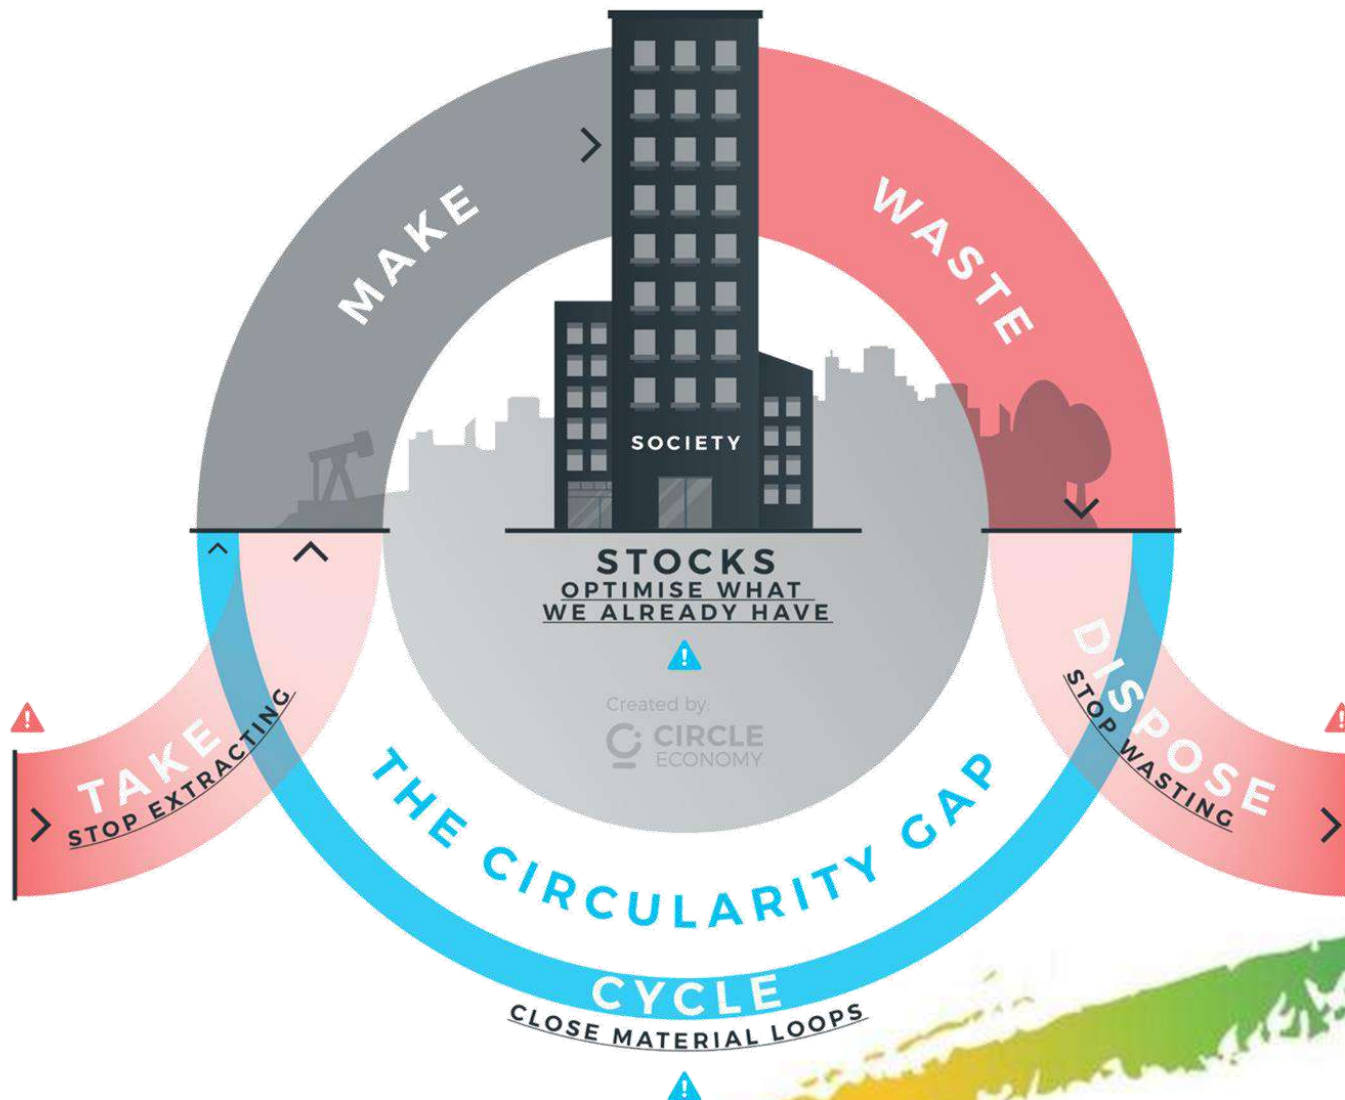 MAKE
WASTE
SOCIETY
STOCKS
OPTIMISE WHAT
WE ALREADY HAVE
!
Created by:
CIRCLE
ECONOMY
!
TAKE
STOP EXTRACTING
!
DISPOSE
STOP WASTING
THE CIRCULARITY GAP
CYCLE
CLOSE MATERIAL LOOPS
!